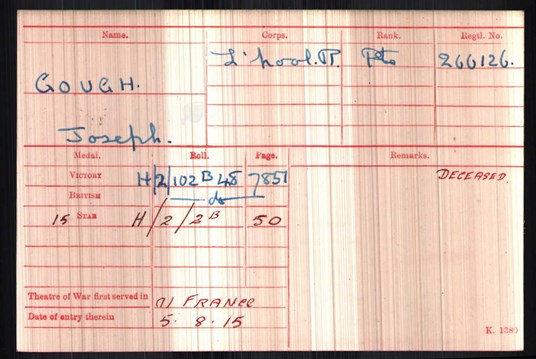 Name. Corps. Rank. Regtl. No.
GOUGH. L'pool. R. Pte 266126.
Joseph.
Medal. Roll. Page. Remarks.
VICTORY H/2/102 B 48 7851 DECEASED
BRITISH do
15 STAR H/2/2B 50
Theatre of War first served in (1) FRANCE
Date of entry therein 5. 8. 15
K. 1380